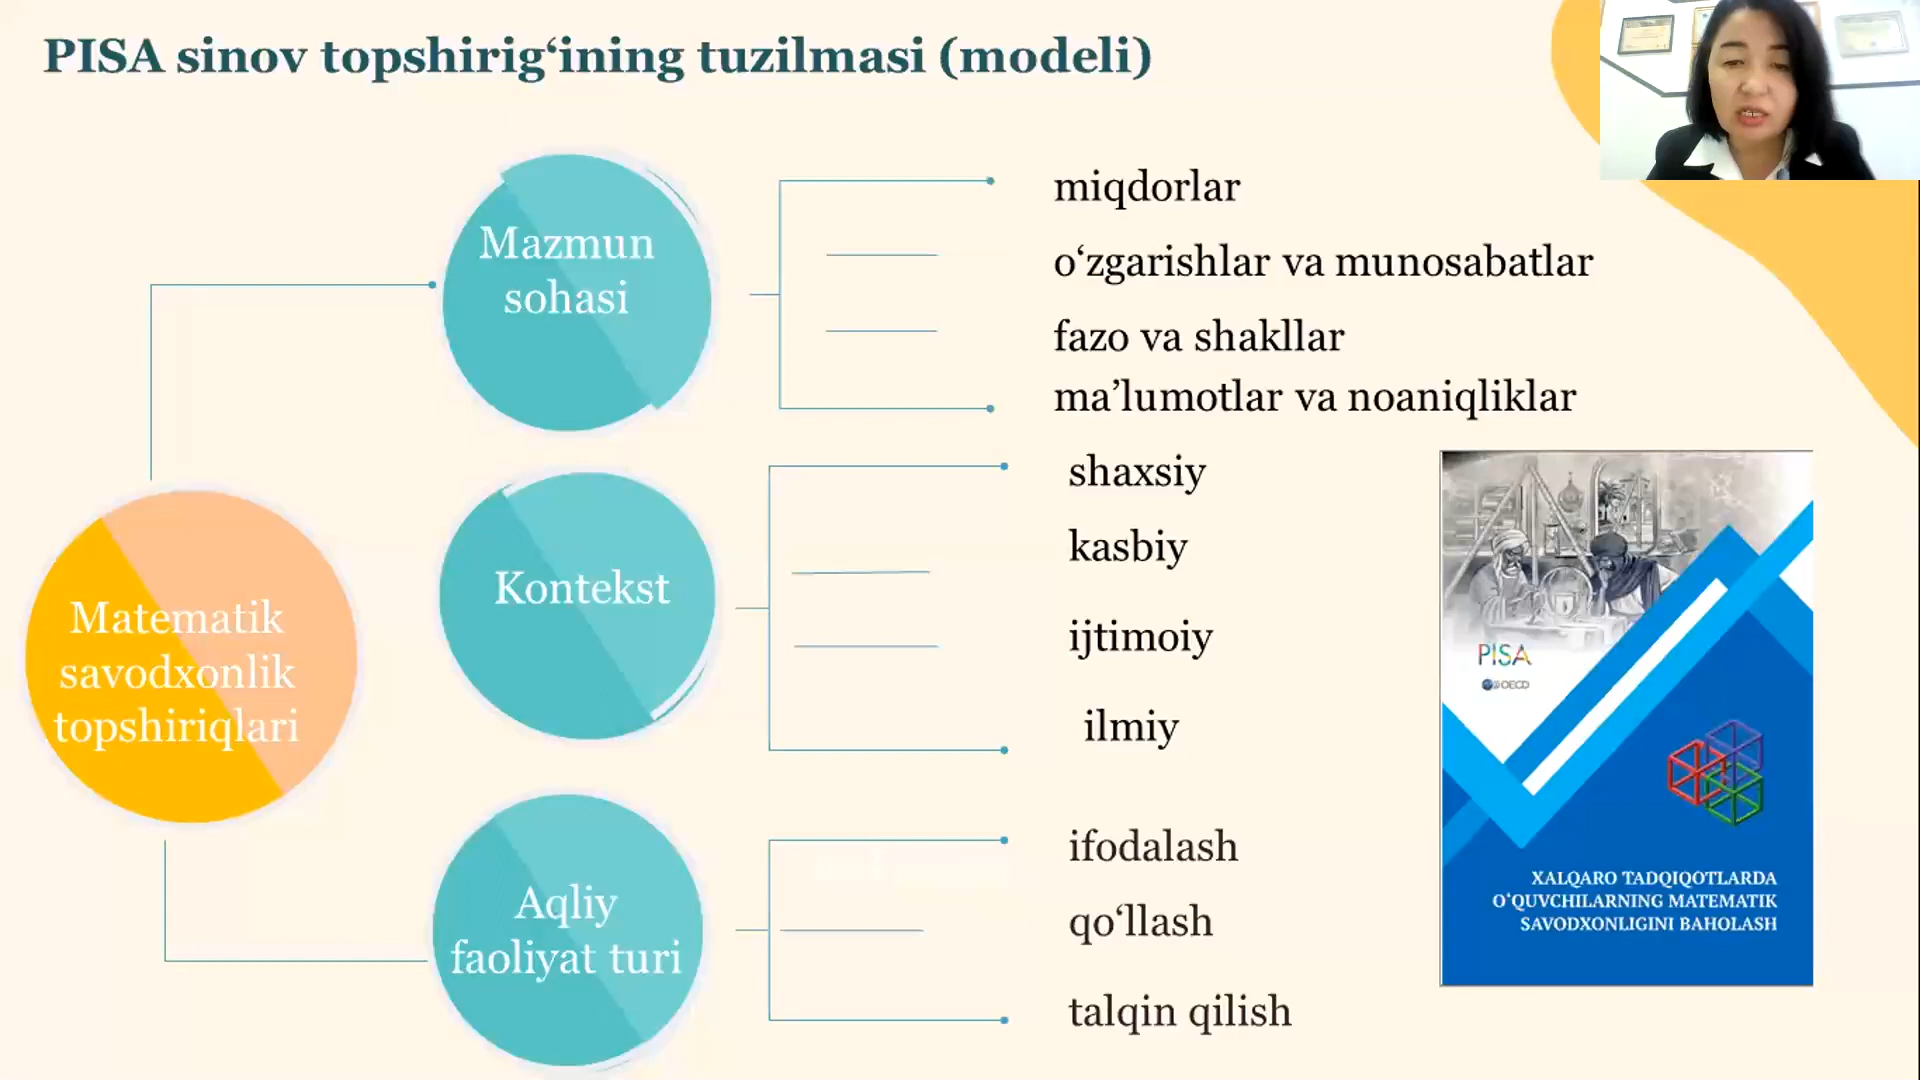 PISA sinov topshirig‘ining tuzilmasi (modeli)
Matematik
savodxonlik
topshiriqlari
Mazmun
sohasi
miqdorlar
o‘zgarishlar va munosabatlar
fazo va shakllar
ma’lumotlar va noaniqliklar
Kontekst
shaxsiy
kasbiy
ijtimoiy
ilmiy
Aqliy
faoliyat turi
ifodalash
qo‘llash
talqin qilish
PISA
OECD
XALQARO TADQIQOTLARDA
O‘QUVCHILARNING MATEMATIK
SAVODXONLIGINI BAHOLASH